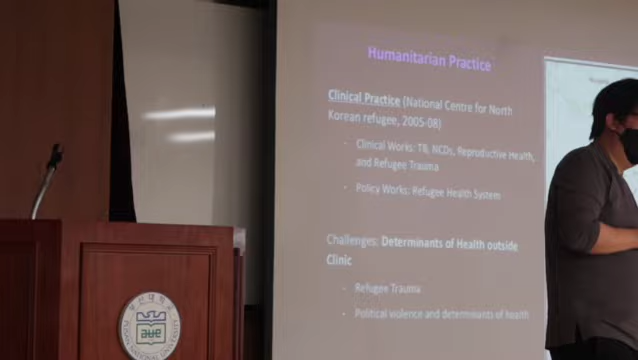 Humanitarian Practice
Clinical Practice (National Centre for North
Korean refugee, 2005-08)
- Clinical Works: TB, NCDs, Reproductive Health,
and Refugee Trauma
- Policy Works: Refugee Health System
Challenges: Determinants of Health outside
Clinic
- Refugee Trauma
- Political violence and determinants of health